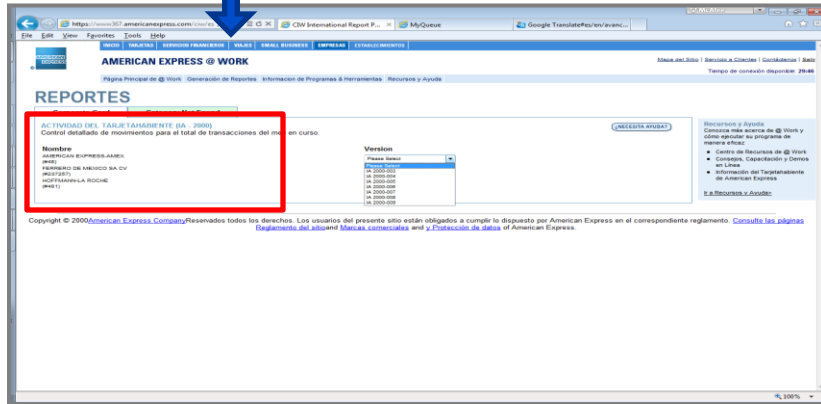 https://www367.americanexpress.com/ciw/es
CIW International Report P...
MyQueue
Google Translate#es/en/avanc...
File Edit View Favorites Tools Help
INICIO TARJETAS SERVICIOS FINANCIEROS VIAJES SMALL BUSINESS EMPRESAS ESTABLECIMIENTOS
AMERICAN EXPRESS
AMERICAN EXPRESS @ WORK
Mapa del Sitio | Servicio a Clientes | Contáctenos | Salir
Tiempo de conexión disponible: 29:46
Página Principal de @ Work Generación de Reportes Informacion de Programas & Herramientas Recursos y Ayuda
REPORTES
ACTIVIDAD DEL TARJETAHABIENTE (IA - 2000)
Control detallado de movimientos para el total de transacciones del mes en curso.
¿NECESITA AYUDA?
Nombre
AMERICAN EXPRESS-AMEX
(#48)
FERRERO DE MEXICO SA CV
(#237267)
HOFFMANN-LA ROCHE
(#481)
Version
Please Select
Please Select
IA 2000-003
IA 2000-004
IA 2000-005
IA 2000-006
IA 2000-007
IA 2000-008
IA 2000-009
Recursos y Ayuda
Conozca más acerca de @ Work y
cómo ejecutar su programa de
manera eficaz
Centro de Recursos de @ Work
Consejos, Capacitación y Demos
en Línea
Información del Tarjetahabiente
de American Express
Ir a Recursos y Ayuda>
Copyright © 2000American Express CompanyReservados todos los derechos. Los usuarios del presente sitio están obligados a cumplir lo dispuesto por American Express en el correspondiente reglamento. Consulte las páginas
Reglamento del sitioand Marcas comerciales and y Protección de datos of American Express.
100%